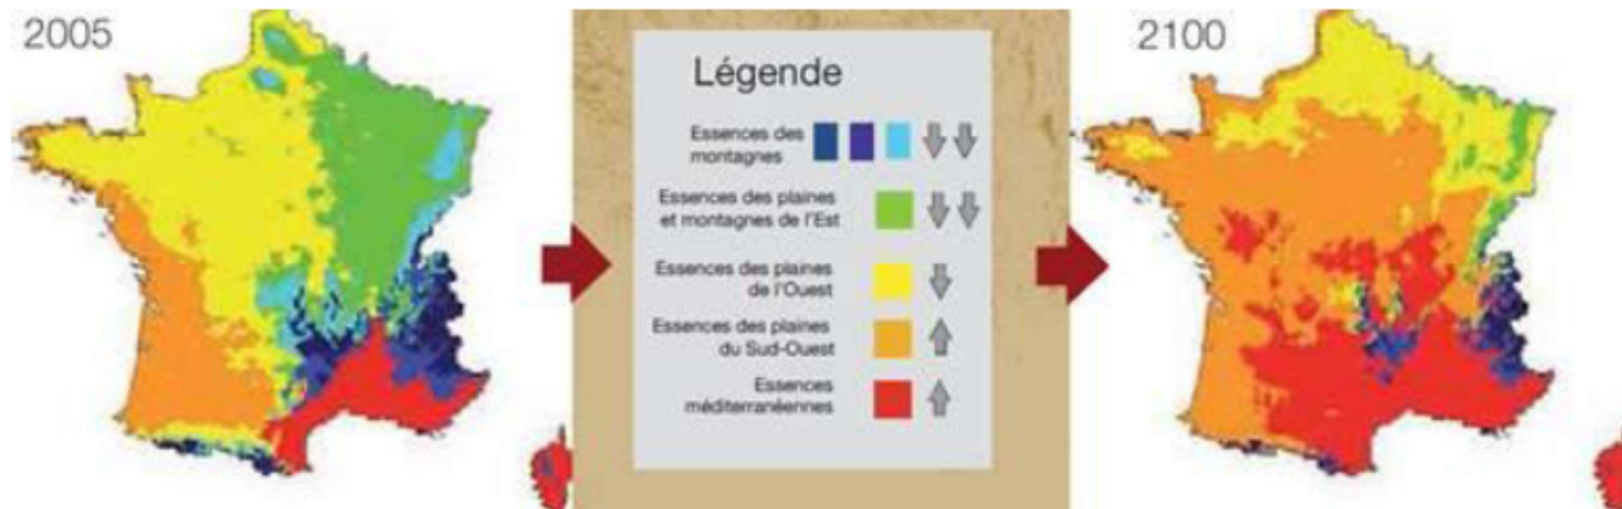 2005
Légende
Essences des
montagnes
Essences des plaines
et montagnes de l'Est
Essences des plaines
de l'Ouest
Essences des plaines
du Sud-Ouest
Essences
méditerranéennes
2100